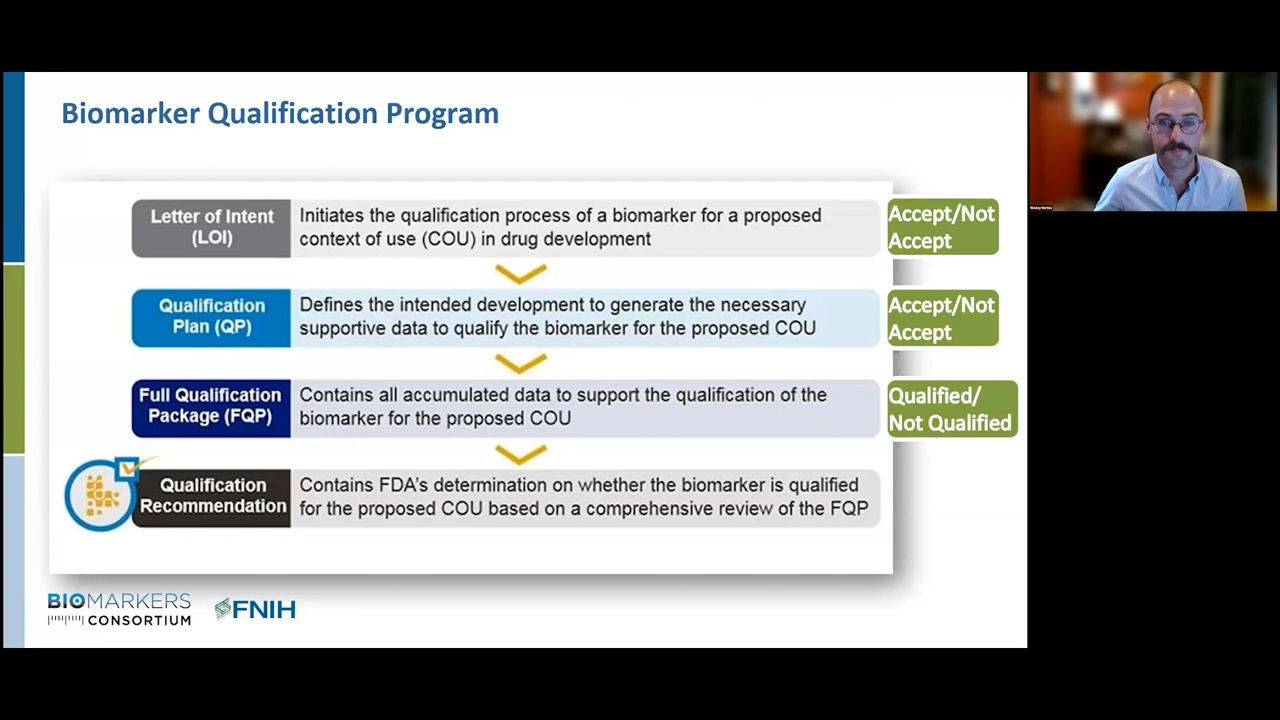 Biomarker Qualification Program
Letter of Intent
(LOI)
Initiates the qualification process of a biomarker for a proposed
context of use (COU) in drug development
Accept/Not
Accept
Qualification
Plan (QP)
Defines the intended development to generate the necessary
supportive data to qualify the biomarker for the proposed COU
Accept/Not
Accept
Full Qualification
Package (FQP)
Contains all accumulated data to support the qualification of the
biomarker for the proposed COU
Qualified/
Not Qualified
Qualification
Recommendation
Contains FDA's determination on whether the biomarker is qualified
for the proposed COU based on a comprehensive review of the FQP
BIOMARKERS
CONSORTIUM
FNIH